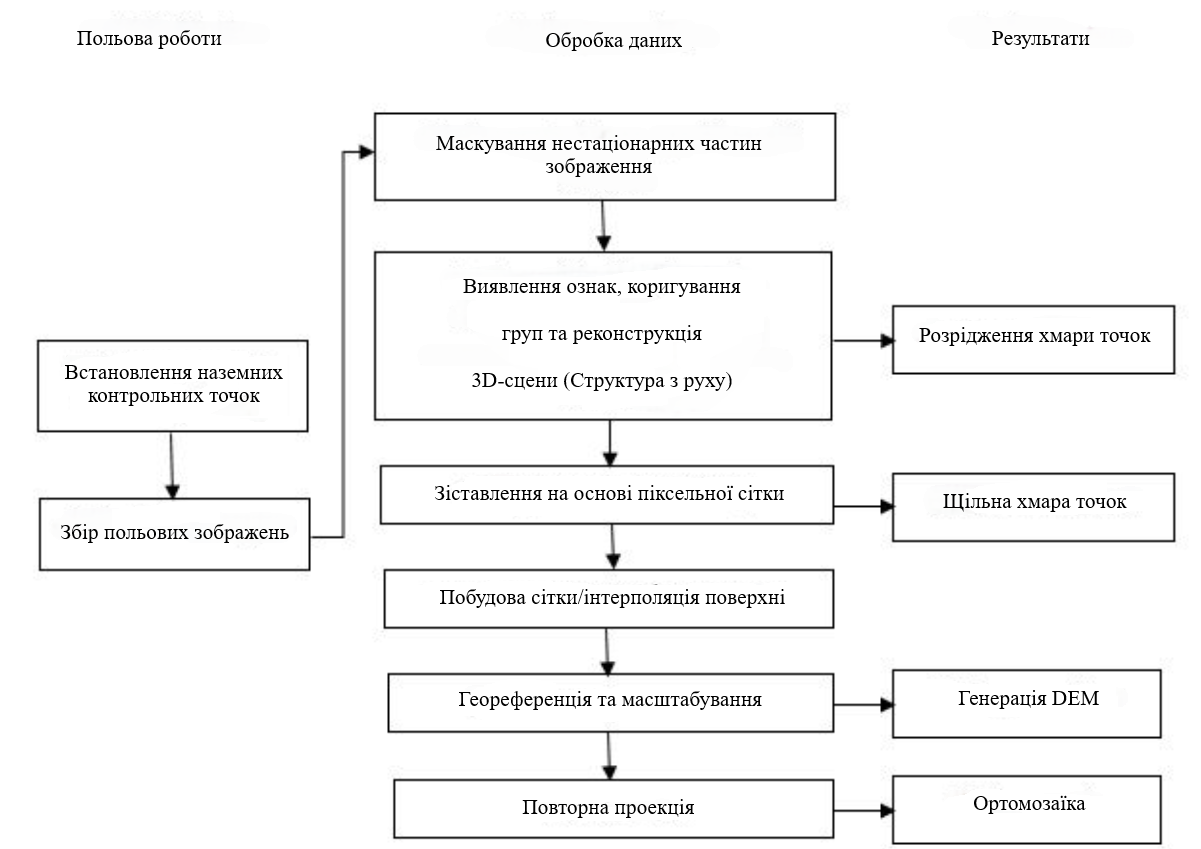 Польова роботи
Обробка даних
Результати
Встановлення наземних
контрольних точок
Збір польових зображень
Маскування нестаціонарних частин
зображення
Виявлення ознак, коригування
груп та реконструкція
3D-сцени (Структура з руху)
Розрідження хмари точок
Зіставлення на основі піксельної сітки
Щільна хмара точок
Побудова сітки/інтерполяція поверхні
Геореференція та масштабування
Генерація DEM
Повторна проекція
Ортомозаїка